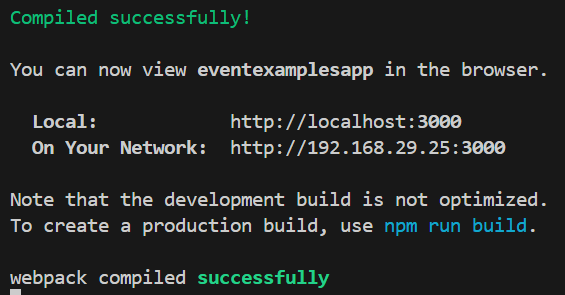 Compiled successfully!
You can now view eventexamplesapp in the browser.
Local: http://localhost:3000
On Your Network: http://192.168.29.25:3000
Note that the development build is not optimized.
To create a production build, use npm run build.
webpack compiled successfully